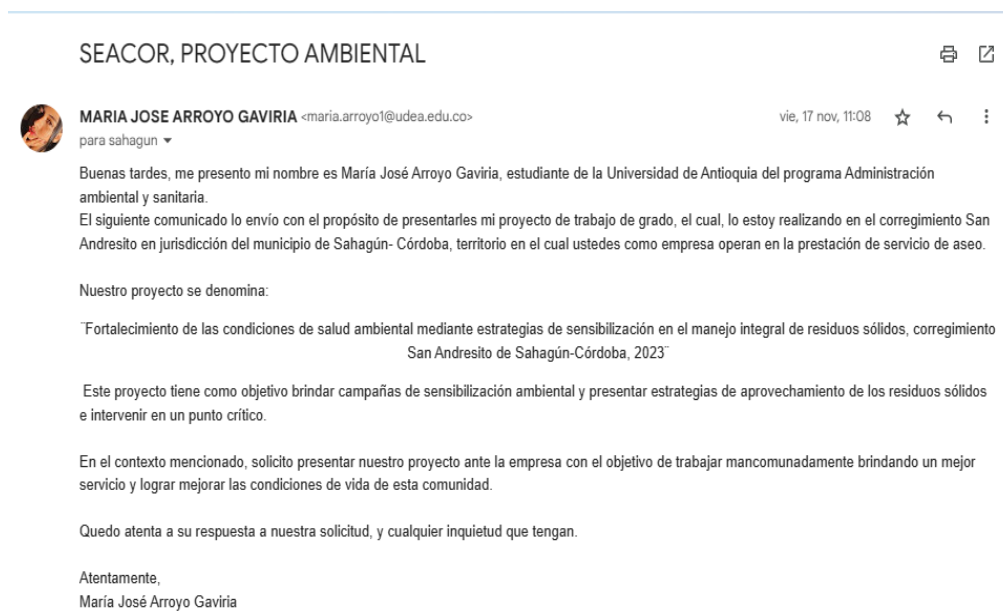 SEACOR, PROYECTO AMBIENTAL
MARIA JOSE ARROYO GAVIRIA <maria.arroyo1@udea.edu.co>
vie, 17 nov, 11:08
para sahagun
Buenas tardes, me presento mi nombre es María José Arroyo Gaviria, estudiante de la Universidad de Antioquia del programa Administración
ambiental y sanitaria.
El siguiente comunicado lo envío con el propósito de presentarles mi proyecto de trabajo de grado, el cual, lo estoy realizando en el corregimiento San
Andresito en jurisdicción del municipio de Sahagún- Córdoba, territorio en el cual ustedes como empresa operan en la prestación de servicio de aseo.
Nuestro proyecto se denomina:
¨Fortalecimiento de las condiciones de salud ambiental mediante estrategias de sensibilización en el manejo integral de residuos sólidos, corregimiento
San Andresito de Sahagún-Córdoba, 2023¨
Este proyecto tiene como objetivo brindar campañas de sensibilización ambiental y presentar estrategias de aprovechamiento de los residuos sólidos
e intervenir en un punto crítico.
En el contexto mencionado, solicito presentar nuestro proyecto ante la empresa con el objetivo de trabajar mancomunadamente brindando un mejor
servicio y lograr mejorar las condiciones de vida de esta comunidad.
Quedo atenta a su respuesta a nuestra solicitud, y cualquier inquietud que tengan.
Atentamente,
María José Arroyo Gaviria